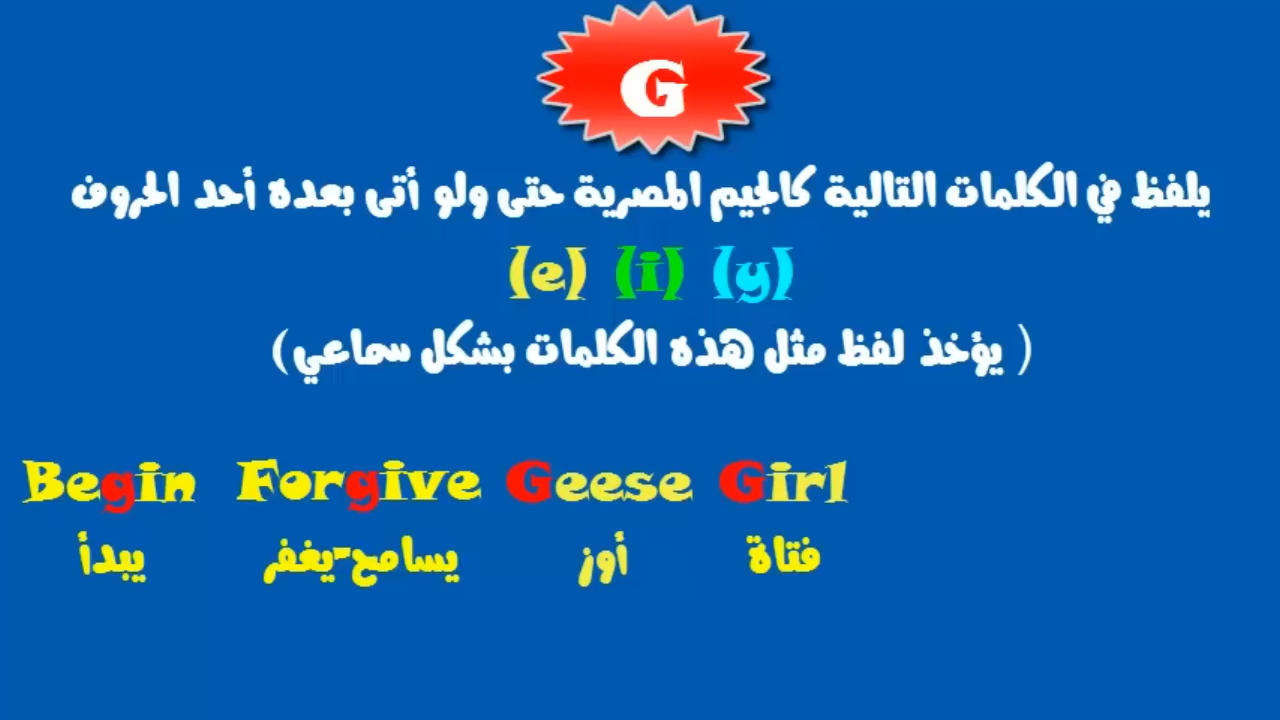 G
يلفظ في الكلمات التالية كالجيم المصرية حتى ولو أتى بعده أحد الحروف
(e) (i) (y)
( يؤخذ لفظ مثل هذه الكلمات بشكل سماعي)
Begin Forgive Geese Girl
يبدأ يسامح-يغفر أوز فتاة